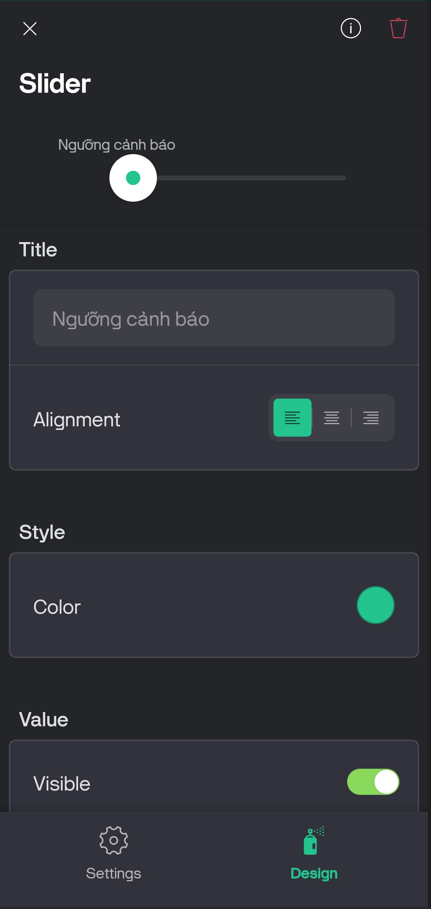 Slider
Ngưỡng cảnh báo
Title
Ngưỡng cảnh báo
Alignment
Style
Color
Value
Visible
Settings
Design